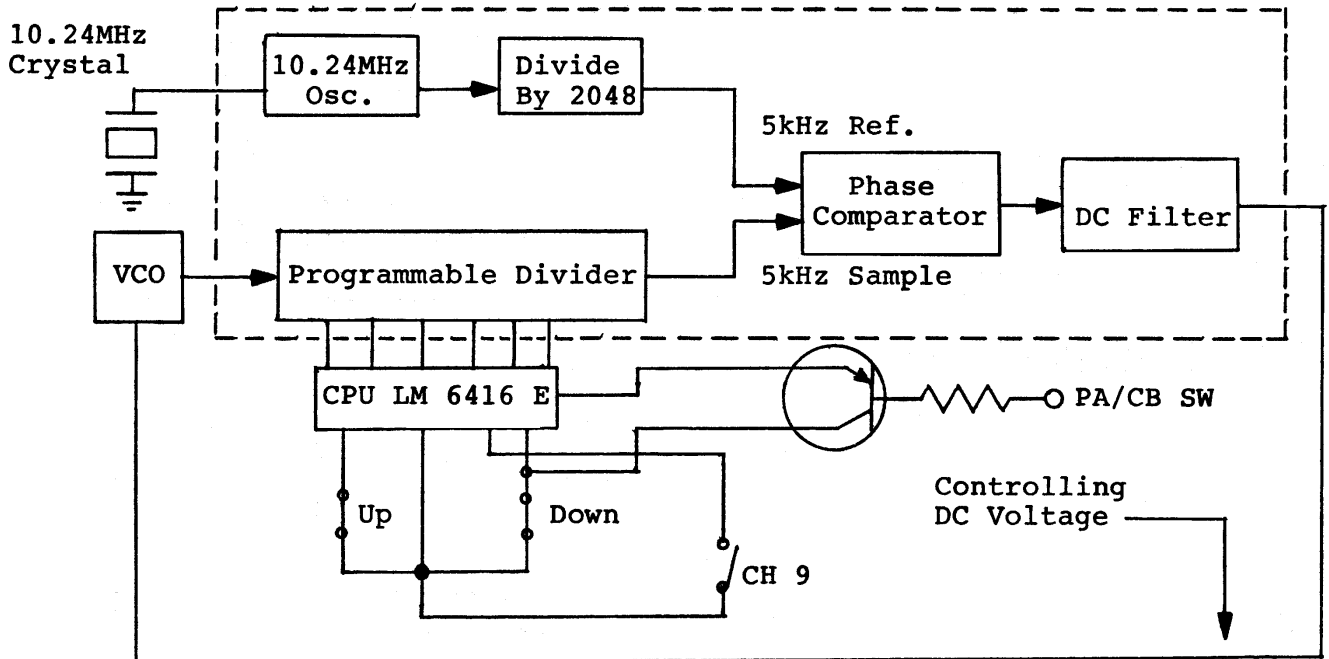 10.24MHz
Crystal
10.24MHz
Osc.
Divide
By 2048
5kHz Ref.
Phase
Comparator
DC Filter
VCO
Programmable Divider
5kHz Sample
CPU LM 6416 E
PA/CB SW
Up
Down
Controlling
DC Voltage
CH 9